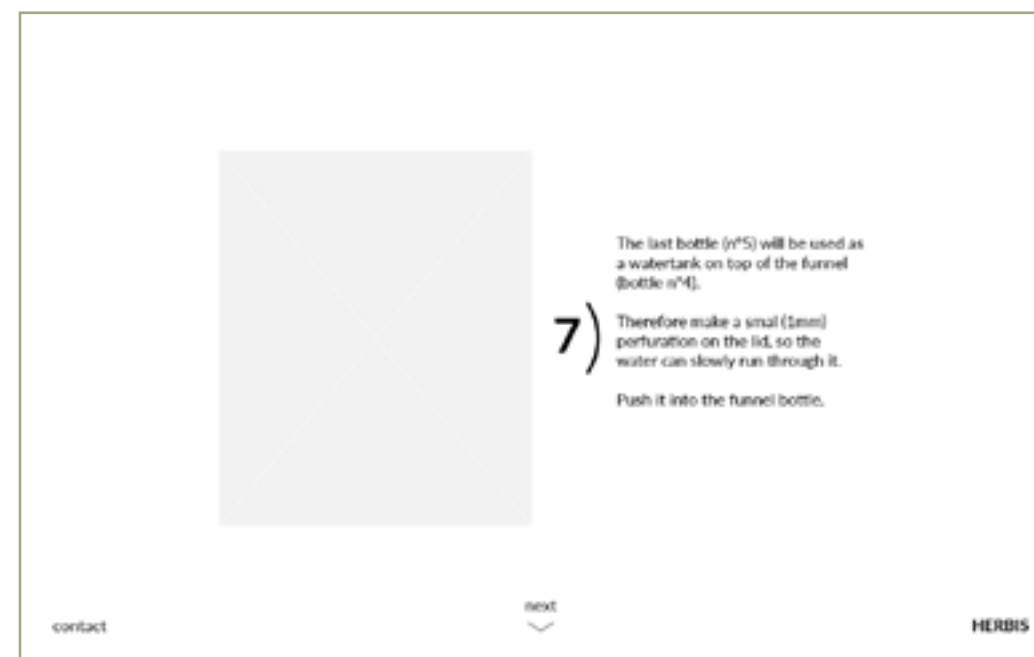 7)
The last bottle (n°5) will be used as
a watertank on top of the funnel
(bottle n°4).
Therefore make a smal (1mm)
perfuration on the lid, so the
water can slowly run through it.
Push it into the funnel bottle.
next
contact
HERBIS